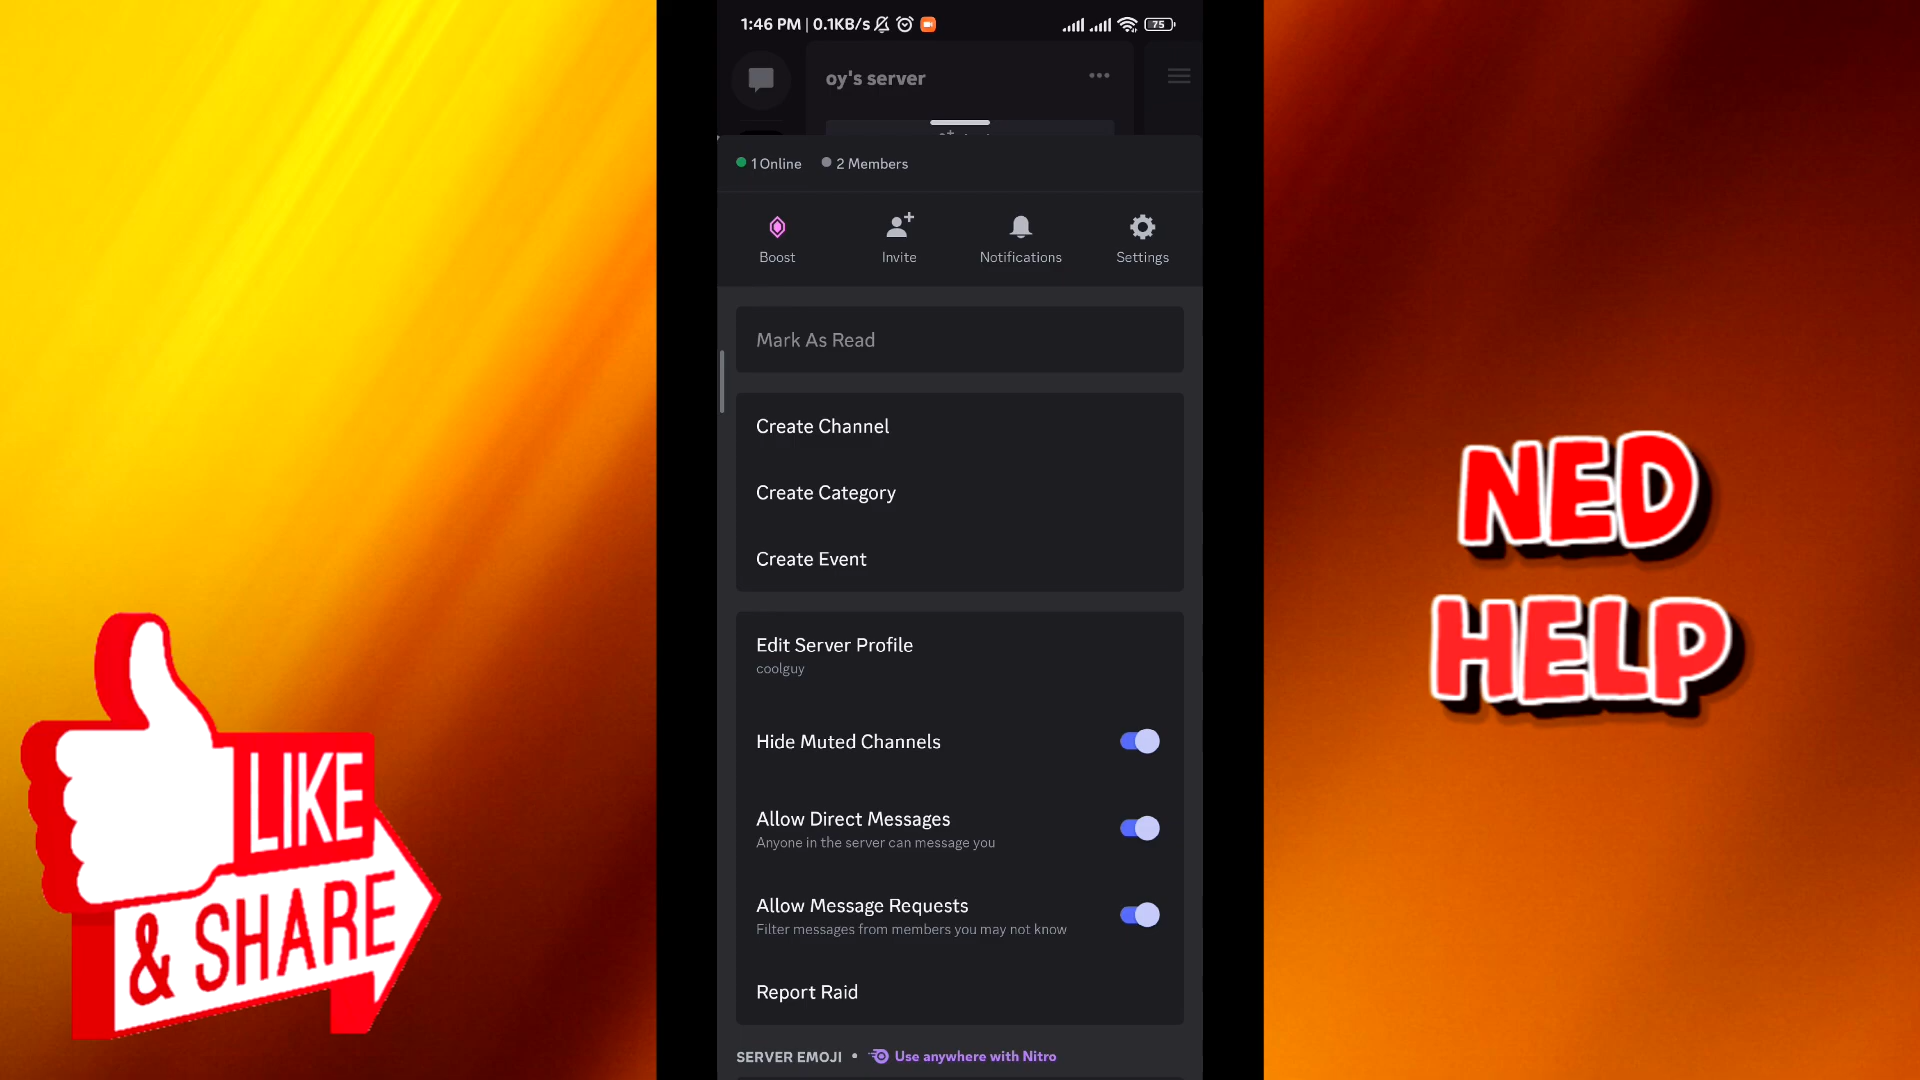 1:46 PM | 0.1KB/s
75
oy's server
1 Online
2 Members
Boost
Invite
Notifications
Settings
Mark As Read
Create Channel
Create Category
Create Event
Edit Server Profile
coolguy
Hide Muted Channels
Allow Direct Messages
Anyone in the server can message you
Allow Message Requests
Filter messages from members you may not know
Report Raid
SERVER EMOJI • Use anywhere with Nitro
LIKE
& SHARE
NED
HELP